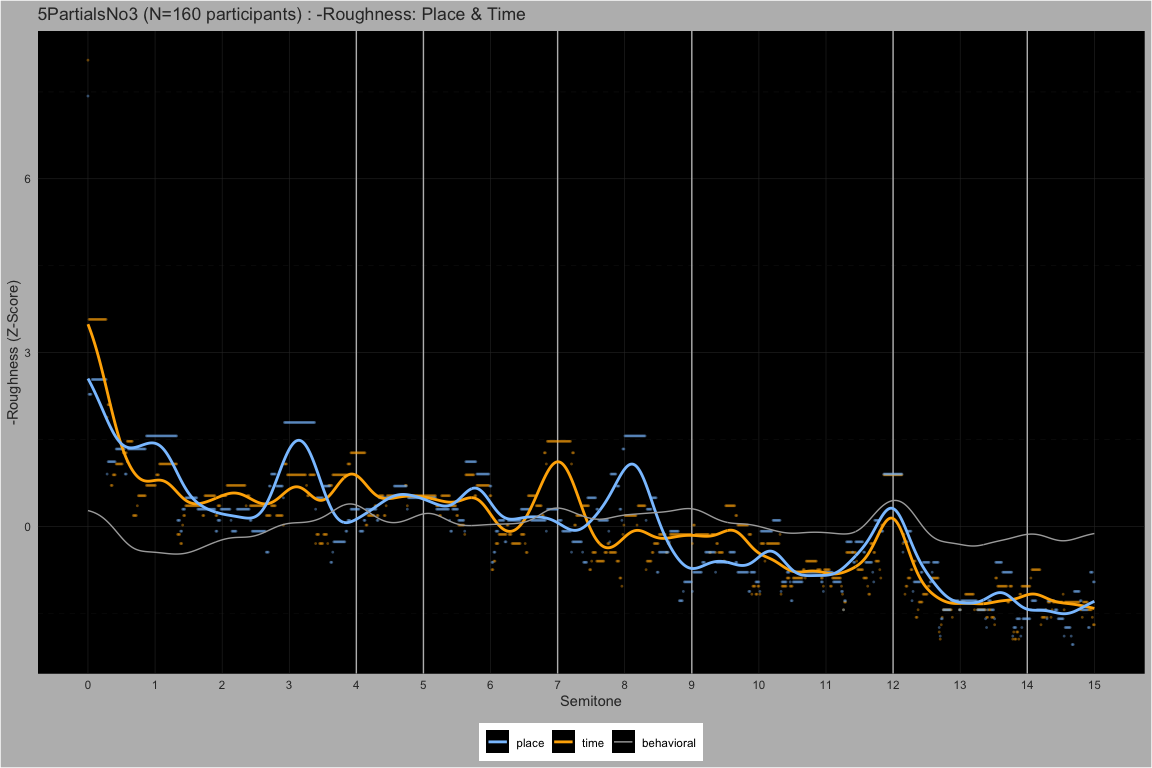 5PartialsNo3 (N=160 participants) : -Roughness: Place & Time
-Roughness (Z-Score)
6
3
0
0 1 2 3 4 5 6 7 8 9 10 11 12 13 14 15
Semitone
place time behavioral